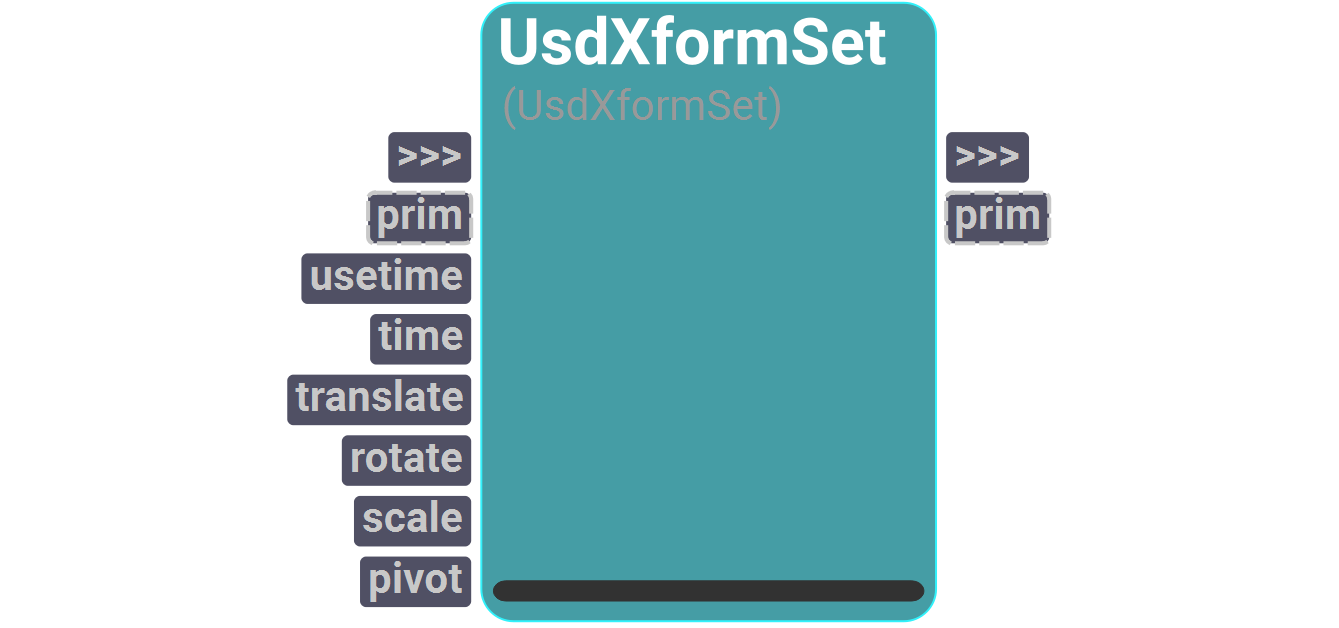 UsdXformSet
(UsdXformSet)
>>>
>>>
prim
prim
usetime
time
translate
rotate
scale
pivot